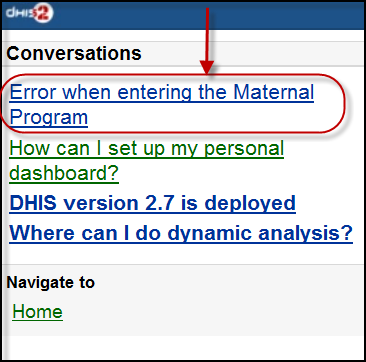 dhis2
Conversations
Error when entering the Maternal
Program
How can I set up my personal
dashboard?
DHIS version 2.7 is deployed
Where can I do dynamic analysis?
Navigate to
Home